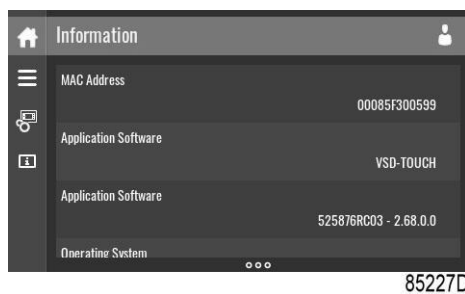 Information
MAC Address
00085F300599
Application Software
VSD-TOUCH
Application Software
525876RC03 - 2.68.0.0
Operating System
85227D